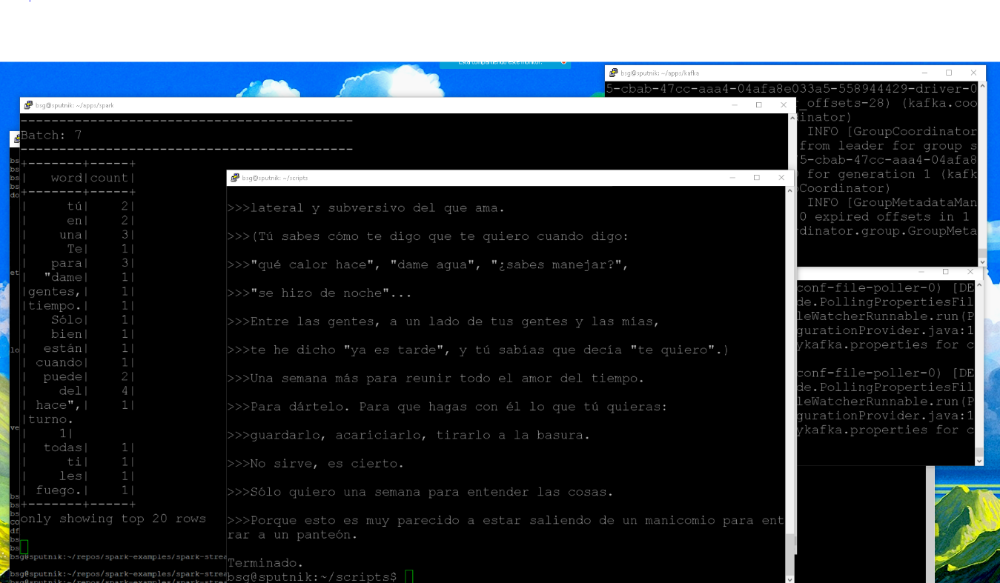 Está compartiendo este monitor.
bsg@sputnik: ~/apps/kafka
5-cbab-47cc-aaa4-04afa8e033a5-558944429-driver-0
r_offsets-28) (kafka.coo
inator)
INFO [GroupCoordinator
from leader for group s
5-cbab-47cc-aaa4-04afa8
for generation 1 (kafk
Coordinator)
INFO [GroupMetadataMan
0 expired offsets in 1
rdinator.group.GroupMeta
bsg@sputnik: ~/apps/spark
-------------------------------------------
Batch: 7
-------------------------------------------
+-------+-----+
|   word|count|
+-------+-----+
|     tú|    2|
|     en|    2|
|    una|    3|
|     Te|    1|
|   para|    3|
|  "dame|    1|
|gentes,|    1|
|tiempo.|    1|
|   Sólo|    1|
|   bien|    1|
|  están|    1|
| cuando|    1|
|  puede|    2|
|    del|    4|
| hace",|    1|
|turno.
|    1|
|  todas|    1|
|     ti|    1|
|    les|    1|
| fuego.|    1|
+-------+-----+
only showing top 20 rows
bsg@sputnik: ~/scripts
>>>lateral y subversivo del que ama.
>>>(Tú sabes cómo te digo que te quiero cuando digo:
>>>"qué calor hace", "dame agua", "¿sabes manejar?",
>>>"se hizo de noche"...
>>>Entre las gentes, a un lado de tus gentes y las mías,
>>>te he dicho "ya es tarde", y tú sabías que decía "te quiero".)
>>>Una semana más para reunir todo el amor del tiempo.
>>>Para dártelo. Para que hagas con él lo que tú quieras:
>>>guardarlo, acariciarlo, tirarlo a la basura.
>>>No sirve, es cierto.
>>>Sólo quiero una semana para entender las cosas.
>>>Porque esto es muy parecido a estar saliendo de un manicomio para ent
rar a un panteón.
Terminado.
bsg@sputnik:~/scripts$
conf-file-poller-0) [DE
de.PollingPropertiesFil
leWatcherRunnable.run(P
gurationProvider.java:1
ykafka.properties for c
conf-file-poller-0) [DE
de.PollingPropertiesFil
leWatcherRunnable.run(P
gurationProvider.java:1
ykafka.properties for c
bs
bs
bs
bs
do
et
lo
ve
bs
bs
bs
co
df
bs
bs
bsg@sputnik:~/repos/spark-examples/spark-strea
bsg@sputnik:~/repos/spark-examples/spark-strea
bsg@sputnik:~/repos/spark-examples/spark-strea